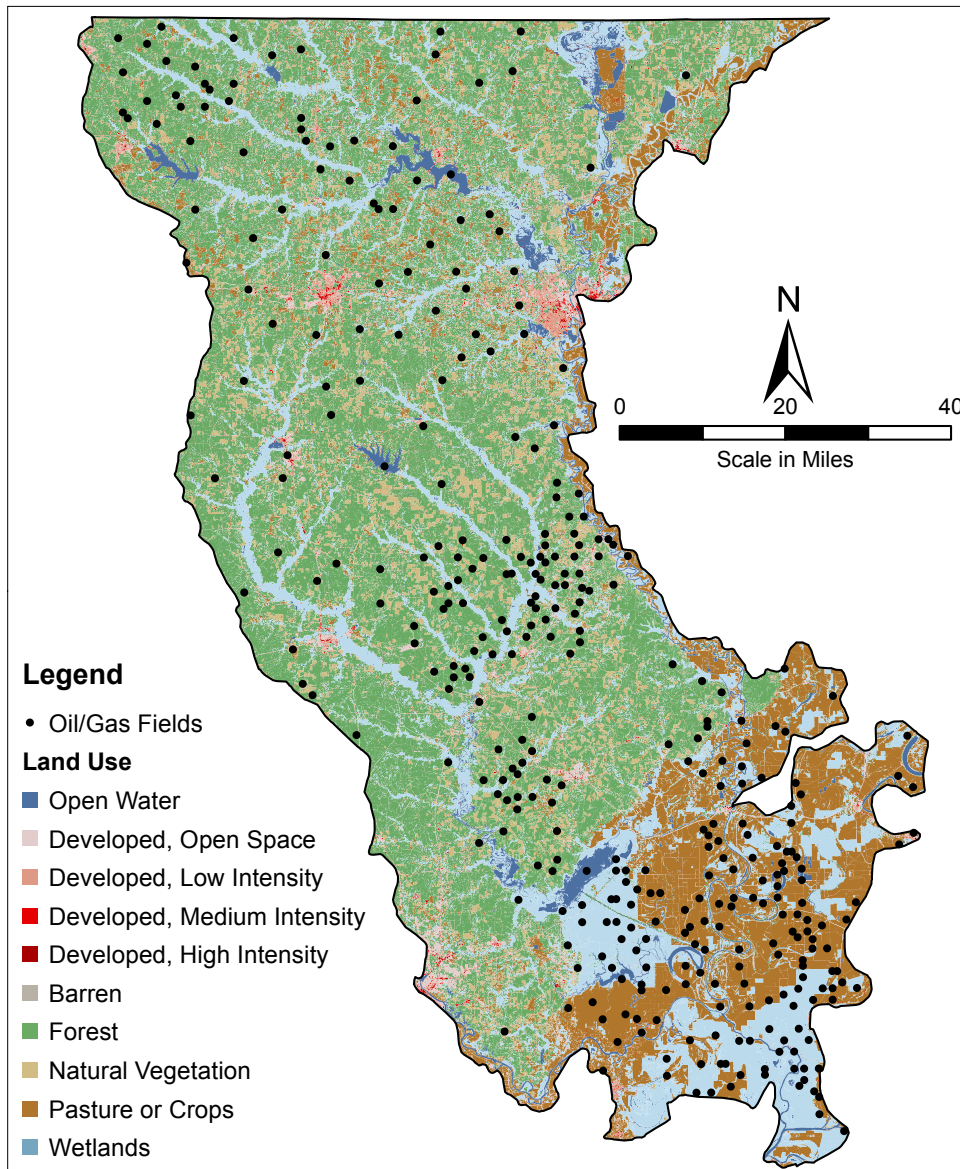 N
0 20 40
Scale in Miles
Legend
Oil/Gas Fields
Land Use
Open Water
Developed, Open Space
Developed, Low Intensity
Developed, Medium Intensity
Developed, High Intensity
Barren
Forest
Natural Vegetation
Pasture or Crops
Wetlands